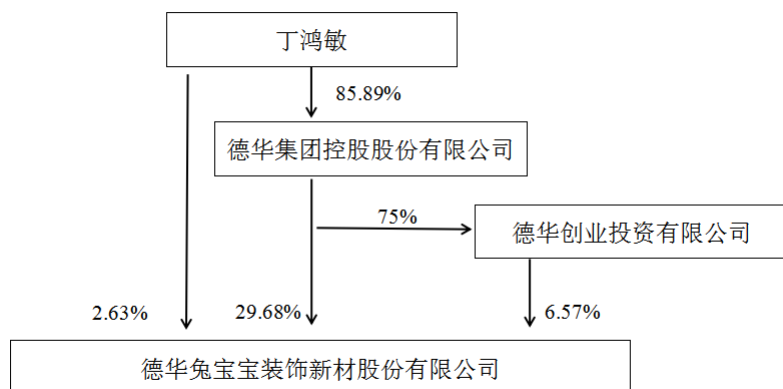 丁鸿敏
85.89%
德华集团控股股份有限公司
75%
德华创业投资有限公司
2.63%
29.68%
6.57%
德华兔宝宝装饰新材股份有限公司